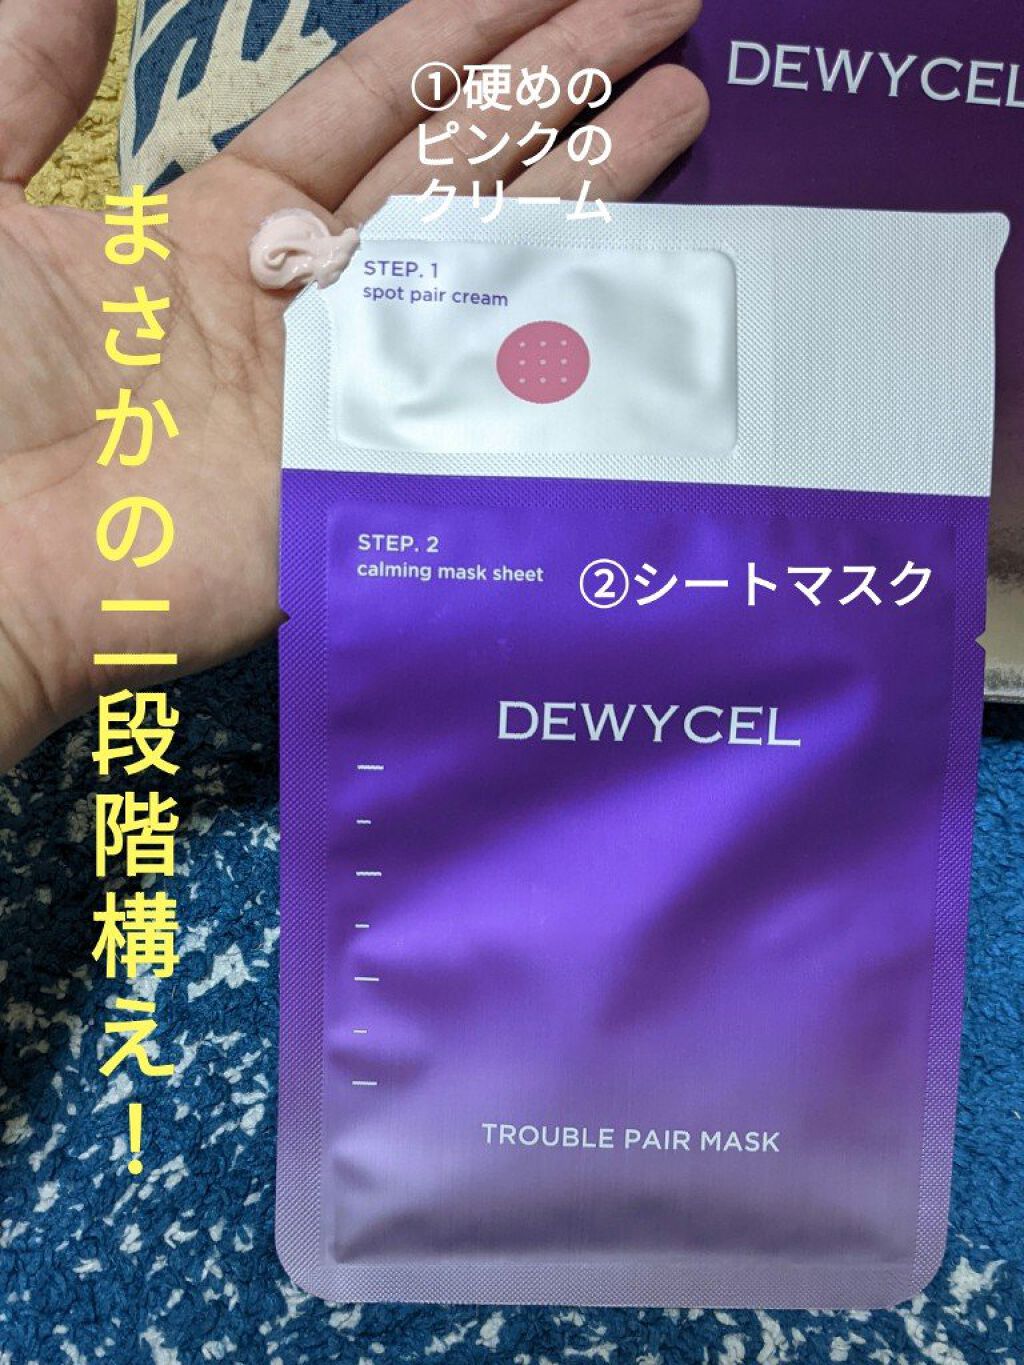 DEWYCEL
①硬めの
ピンクの
クリーム
まさかの二段階構え！
STEP. 1
spot pair cream
STEP. 2
calming mask sheet
②シートマスク
DEWYCEL
TROUBLE PAIR MASK